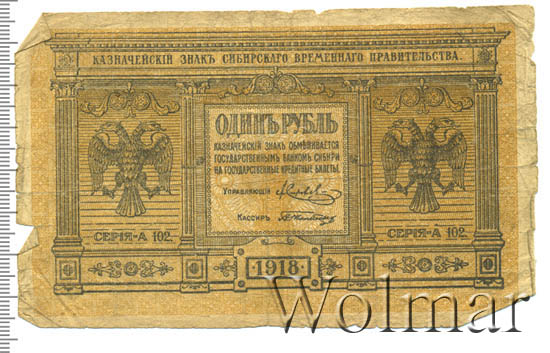 КАЗНАЧЕЙСКІЙ ЗНАКЪ СИБИРСКАГО ВРЕМЕННАГО ПРАВИТЕЛЬСТВА.
ОДИНЪ РУБЛЬ
КАЗНАЧЕЙСКІЙ ЗНАКЪ ОБМѢНИВАЕТСЯ
ГОСУДАРСТВЕННЫМЪ БАНКОМЪ СИБИРИ
НА ГОСУДАРСТВЕННЫЕ КРЕДИТНЫЕ БИЛЕТЫ.
УПРАВЛЯЮЩІЙ
КАССИРЪ
СЕРІЯ-А 102.
СЕРІЯ-А 102.
1918
Wolmar